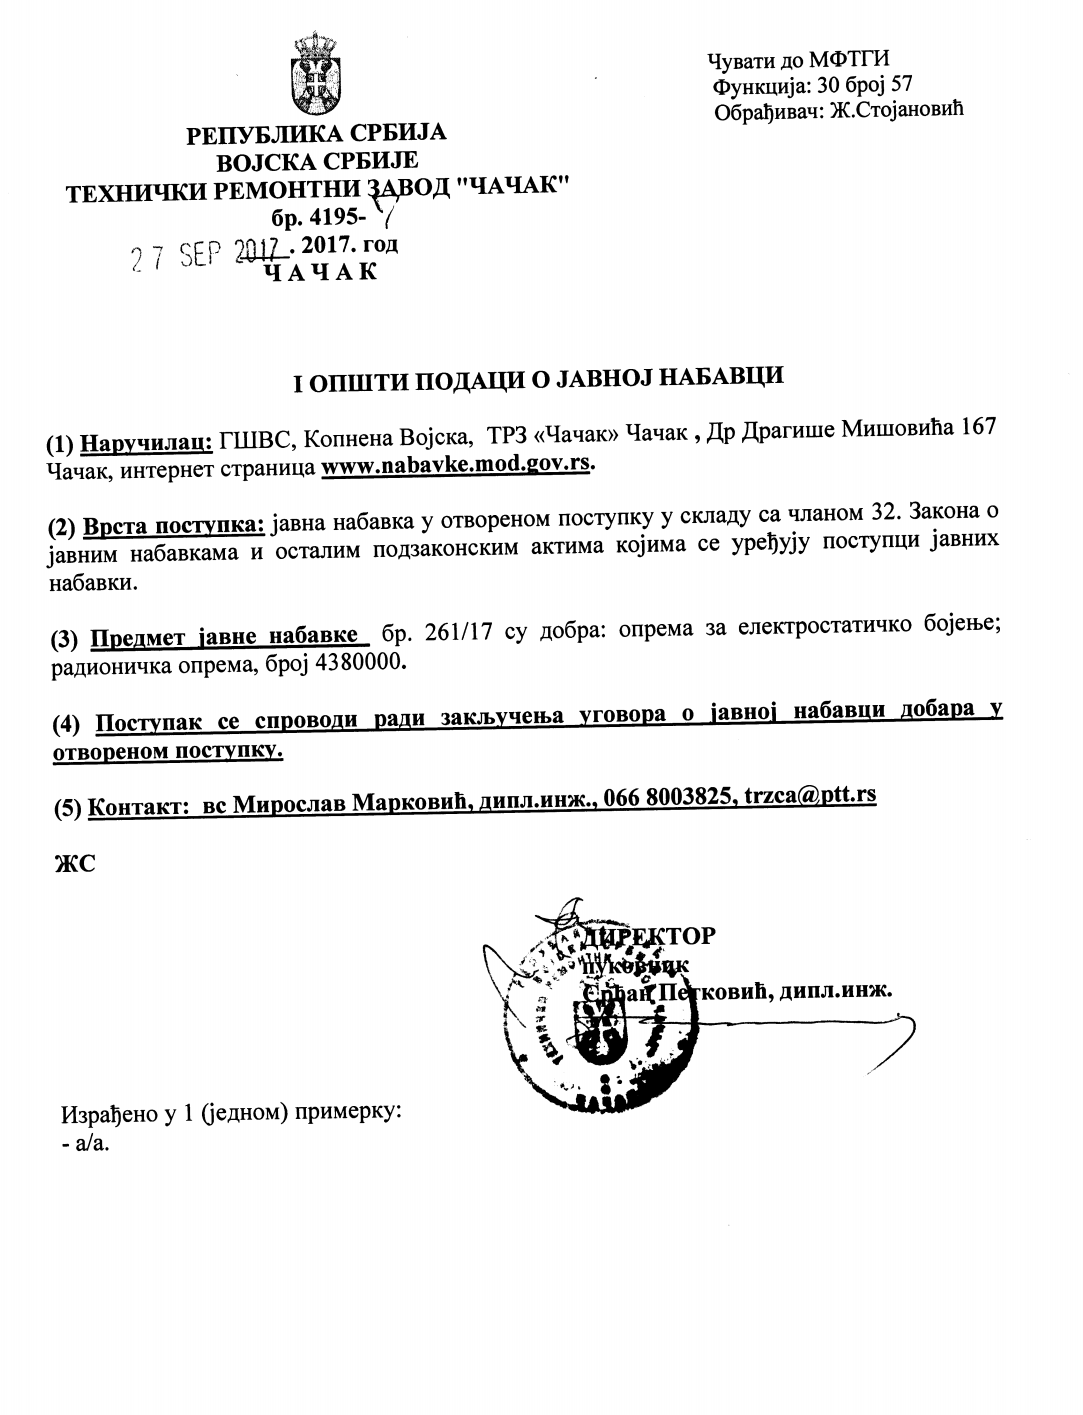 Чувати до МФТГИ
Функција: 30 број 57
Обрађивач: Ж.Стојановић
РЕПУБЛИКА СРБИЈА
ВОЈСКА СРБИЈЕ
ТЕХНИЧКИ РЕМОНТНИ ЗАВОД "ЧАЧАК"
бр. 4195-
27 SEP 2017 . 2017. год
Ч А Ч А К
I ОПШТИ ПОДАЦИ О ЈАВНОЈ НАБАВЦИ
(1) Наручилац: ГШВС, Копнена Војска, ТРЗ «Чачак» Чачак , Др Драгише Мишовића 167
Чачак, интернет страница www.nabavke.mod.gov.rs.
(2) Врста поступка: јавна набавка у отвореном поступку у складу са чланом 32. Закона о
јавним набавкама и осталим подзаконским актима којима се уређују поступци јавних
набавки.
(3) Предмет јавне набавке бр. 261/17 су добра: опрема за електростатичко бојење;
радионичка опрема, број 4380000.
(4) Поступак се спроводи ради закључења уговора о јавној набавци добара у
отвореном поступку.
(5) Контакт: вс Мирослав Марковић, дипл.инж., 066 8003825, trzca@ptt.rs
ЖС
ДИРЕКТОР
пуковник
Срђан Петковић, дипл.инж.
Израђено у 1 (једном) примерку:
- а/а.